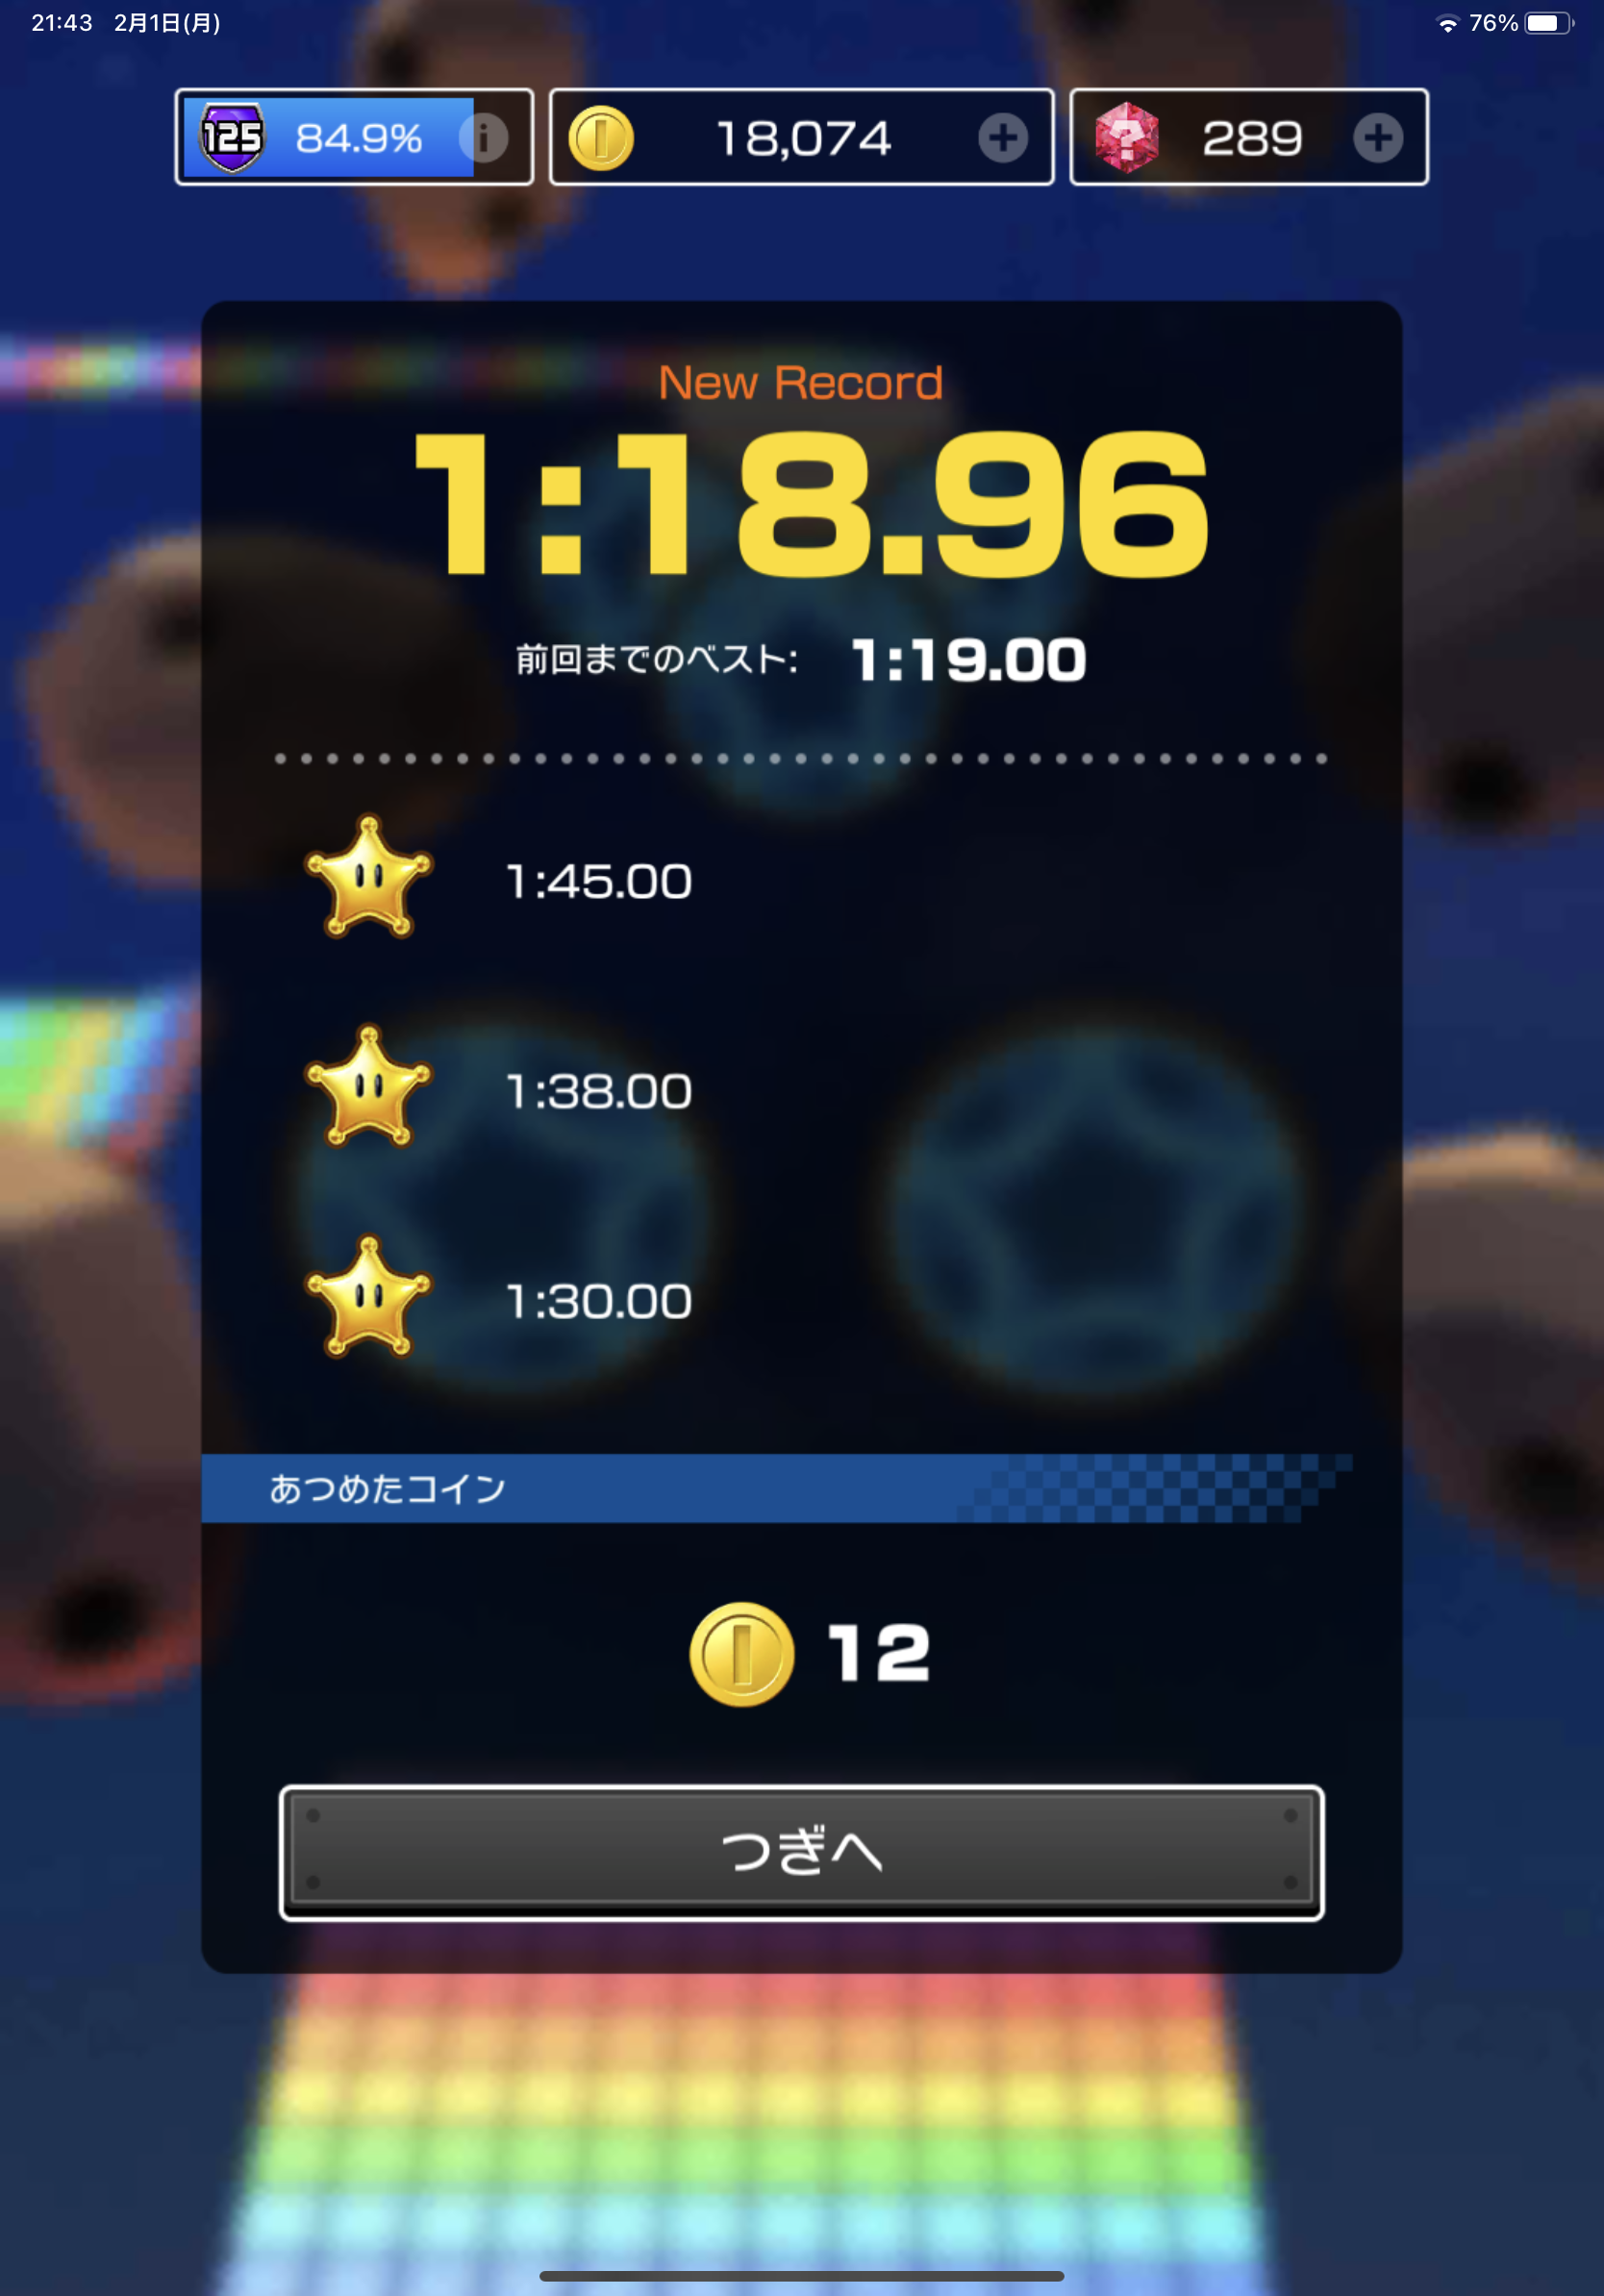 21:43 2月1日(月) 76%
125 84.9% i 18,074 + ? 289 +
New Record
1:18.96
前回までのベスト: 1:19.00
1:45.00
1:38.00
1:30.00
あつめたコイン
12
つぎへ